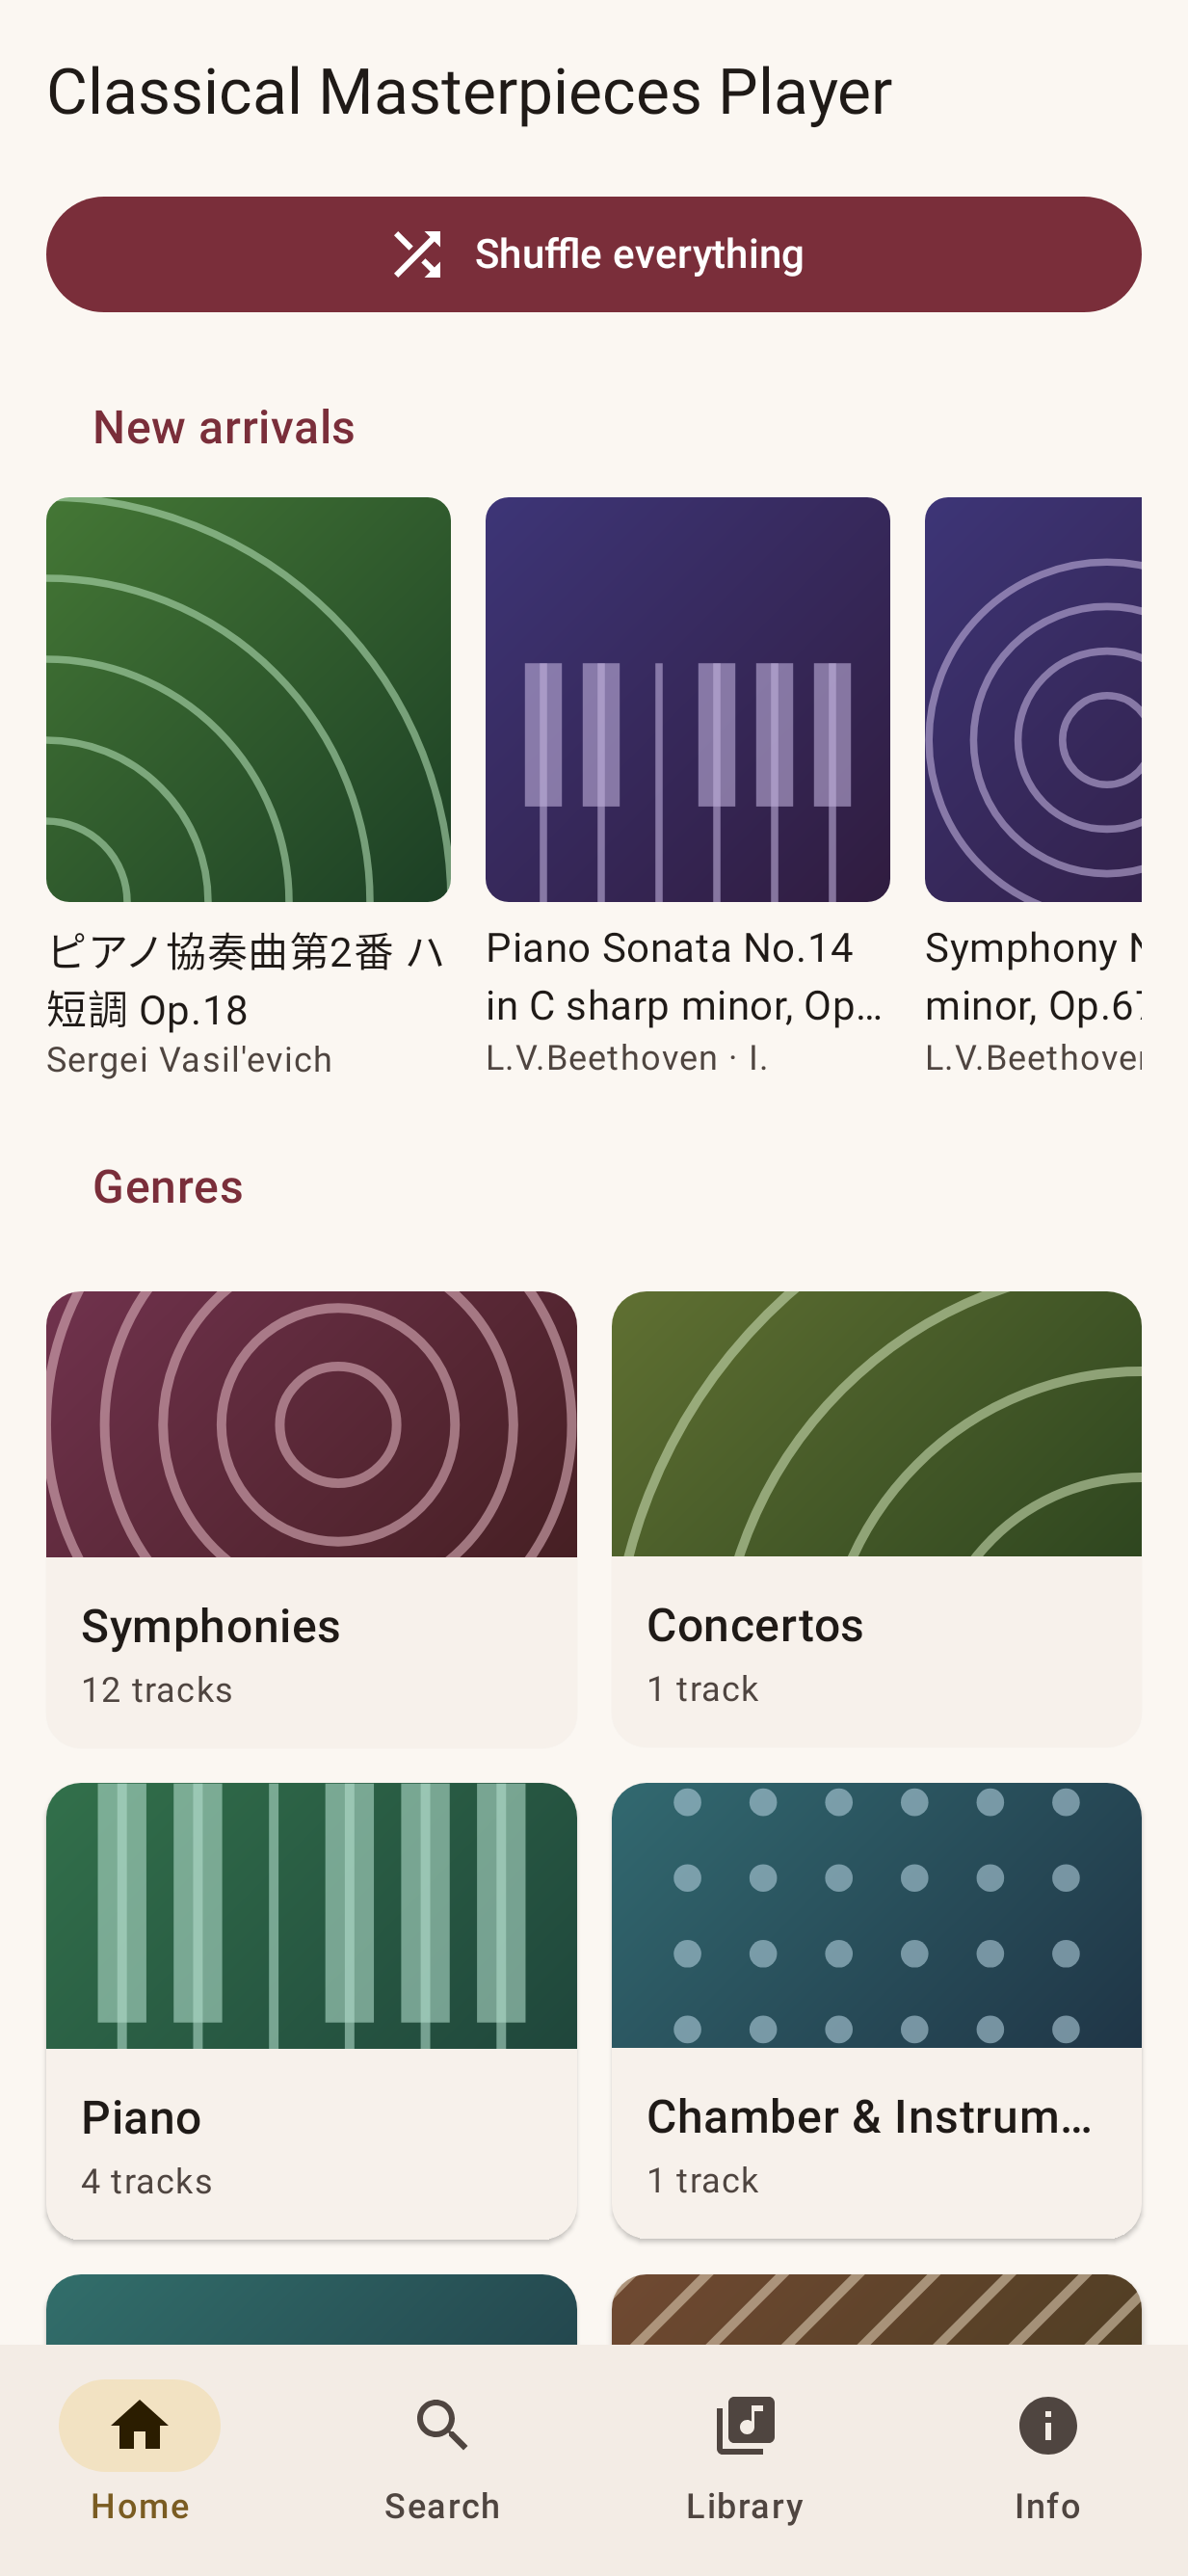 Classical Masterpieces Player
Shuffle everything
New arrivals
ピアノ協奏曲第2番 ハ
短調 Op.18
Sergei Vasil'evich
Piano Sonata No.14
in C sharp minor, Op…
L.V.Beethoven · I.
Symphony
minor, Op.67
L.V.Beethoven
Genres
Symphonies
12 tracks
Concertos
1 track
Piano
4 tracks
Chamber & Instrum…
1 track
Home
Search
Library
Info